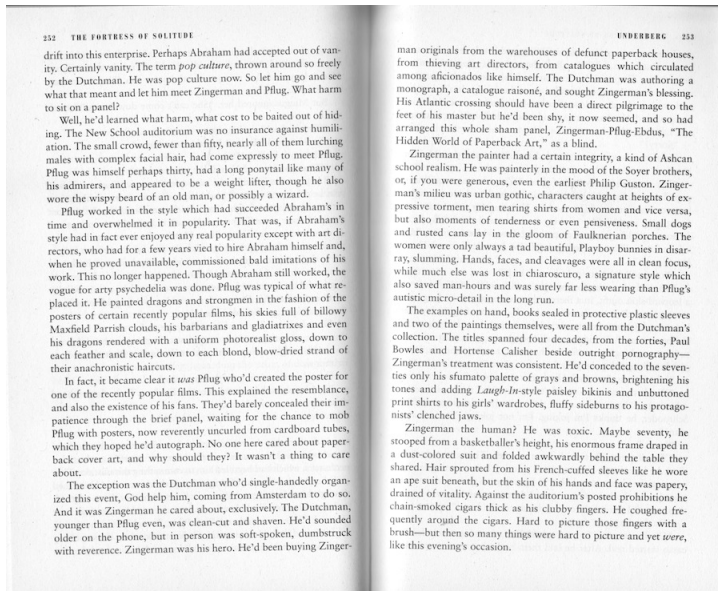 252 THE FORTRESS OF SOLITUDE
drift into this enterprise. Perhaps Abraham had accepted out of van-
ity. Certainly vanity. The term pop culture, thrown around so freely
by the Dutchman. He was pop culture now. So let him go and see
what that meant and let him meet Zingerman and Pflug. What harm
to sit on a panel?
Well, he'd learned what harm, what cost to be baited out of hid-
ing. The New School auditorium was no insurance against humili-
ation. The small crowd, fewer than fifty, nearly all of them lurching
males with complex facial hair, had come expressly to meet Pflug.
Pflug was himself perhaps thirty, had a long ponytail like many of
his admirers, and appeared to be a weight lifter, though he also
wore the wispy beard of an old man, or possibly a wizard.
Pflug worked in the style which had succeeded Abraham's in
time and overwhelmed it in popularity. That was, if Abraham's
style had in fact ever enjoyed any real popularity except with art di-
rectors, who had for a few years vied to hire Abraham himself and,
when he proved unavailable, commissioned bald imitations of his
work. This no longer happened. Though Abraham still worked, the
vogue for arty psychedelia was done. Pflug was typical of what re-
placed it. He painted dragons and strongmen in the fashion of the
posters of certain recently popular films, his skies full of billowy
Maxfield Parrish clouds, his barbarians and gladiatrixes and even
his dragons rendered with a uniform photorealist gloss, down to
each feather and scale, down to each blond, blow-dried strand of
their anachronistic haircuts.
In fact, it became clear it was Pflug who'd created the poster for
one of the recently popular films. This explained the resemblance,
and also the existence of his fans. They'd barely concealed their im-
patience through the brief panel, waiting for the chance to mob
Pflug with posters, now reverently uncurled from cardboard tubes,
which they hoped he'd autograph. No one here cared about paper-
back cover art, and why should they? It wasn't a thing to care
about.
The exception was the Dutchman who'd single-handedly organ-
ized this event, God help him, coming from Amsterdam to do so.
And it was Zingerman he cared about, exclusively. The Dutchman,
younger than Pflug even, was clean-cut and shaven. He'd sounded
older on the phone, but in person was soft-spoken, dumbstruck
with reverence. Zingerman was his hero. He'd been buying Zinger-
UNDERBERG 253
man originals from the warehouses of defunct paperback houses,
from thieving art directors, from catalogues which circulated
among aficionados like himself. The Dutchman was authoring a
monograph, a catalogue raisoné, and sought Zingerman's blessing.
His Atlantic crossing should have been a direct pilgrimage to the
feet of his master but he'd been shy, it now seemed, and so had
arranged this whole sham panel, Zingerman-Pflug-Ebdus, "The
Hidden World of Paperback Art," as a blind.
Zingerman the painter had a certain integrity, a kind of Ashcan
school realism. He was painterly in the mood of the Soyer brothers,
or, if you were generous, even the earliest Philip Guston. Zinger-
man's milieu was urban gothic, characters caught at heights of ex-
pressive torment, men tearing shirts from women and vice versa,
but also moments of tenderness or even pensiveness. Small dogs
and rusted cans lay in the gloom of Faulknerian porches. The
women were only always a tad beautiful, Playboy bunnies in disar-
ray, slumming. Hands, faces, and cleavages were all in clean focus,
while much else was lost in chiaroscuro, a signature style which
also saved man-hours and was surely far less wearing than Pflug's
autistic micro-detail in the long run.
The examples on hand, books sealed in protective plastic sleeves
and two of the paintings themselves, were all from the Dutchman's
collection. The titles spanned four decades, from the forties, Paul
Bowles and Hortense Calisher beside outright pornography—
Zingerman's treatment was consistent. He'd conceded to the seven-
ties only his sfumato palette of grays and browns, brightening his
tones and adding Laugh-In-style paisley bikinis and unbuttoned
print shirts to his girls' wardrobes, fluffy sideburns to his protago-
nists' clenched jaws.
Zingerman the human? He was toxic. Maybe seventy, he
stooped from a basketballer's height, his enormous frame draped in
a dust-colored suit and folded awkwardly behind the table they
shared. Hair sprouted from his French-cuffed sleeves like he wore
an ape suit beneath, but the skin of his hands and face was papery,
drained of vitality. Against the auditorium's posted prohibitions he
chain-smoked cigars thick as his clubby fingers. He coughed fre-
quently around the cigars. Hard to picture those fingers with a
brush—but then so many things were hard to picture and yet were,
like this evening's occasion.